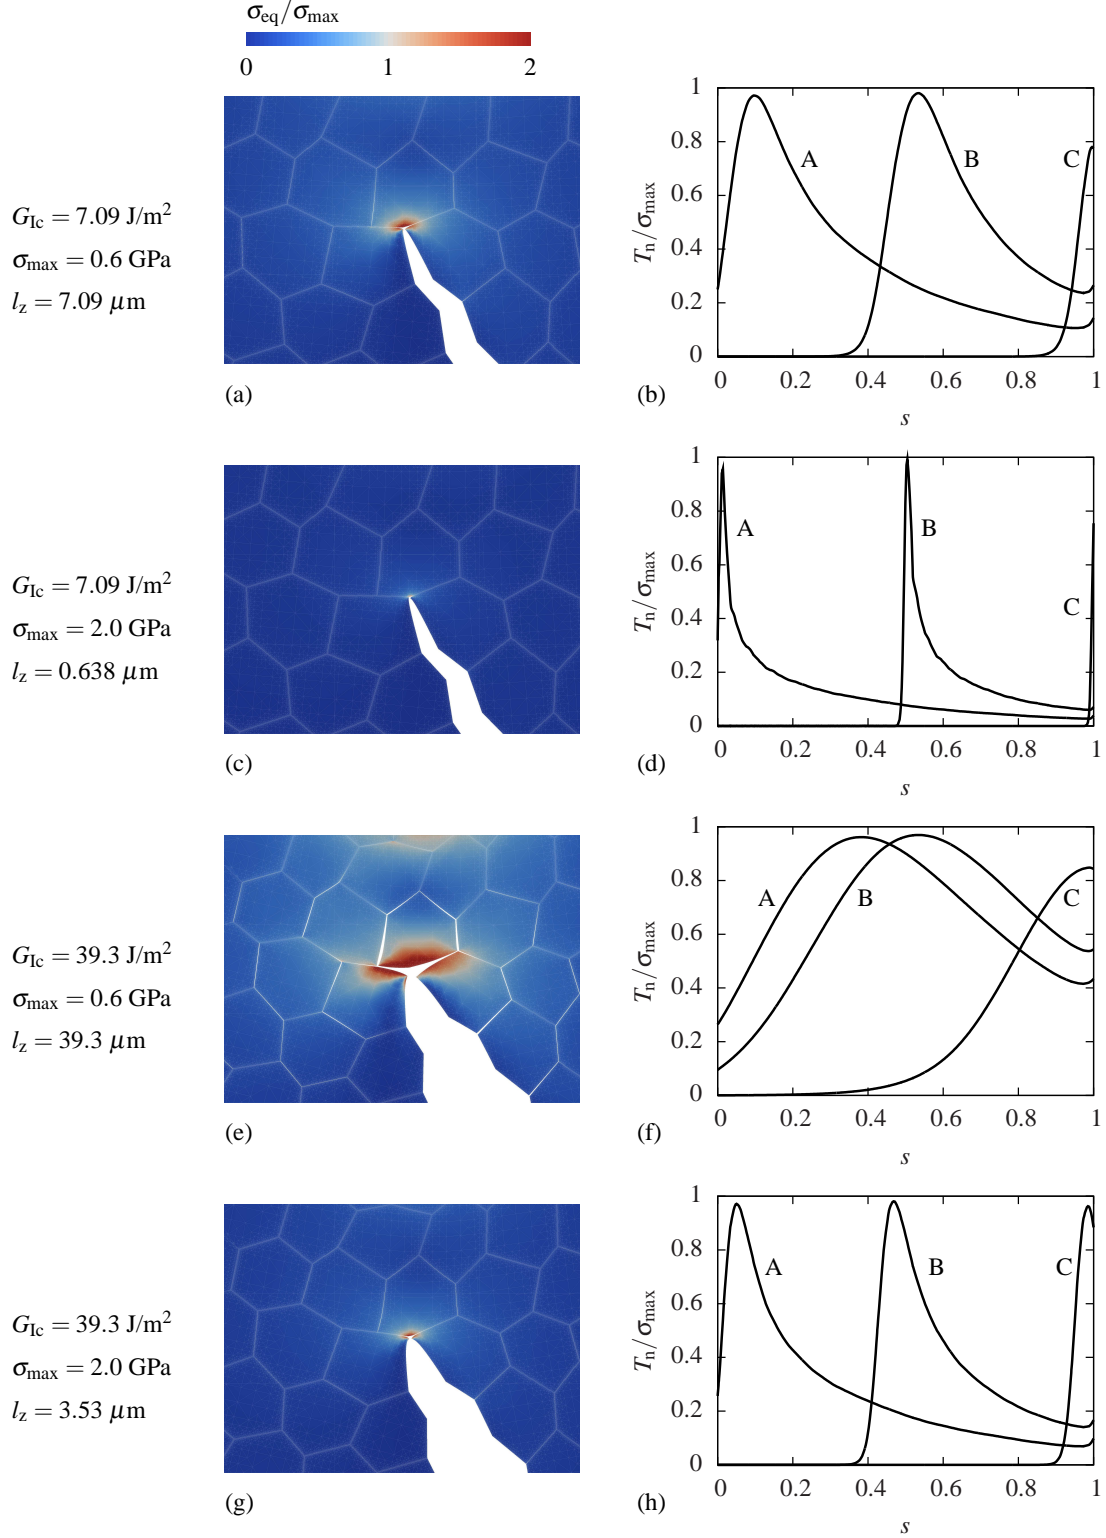 σeq/σmax
0 1 2
GIc = 7.09 J/m²
σmax = 0.6 GPa
lz = 7.09 μm
(a)
Tn/σmax
1
0.8
0.6
0.4
0.2
0
A
B
C
0 0.2 0.4 0.6 0.8 1
s
(b)
GIc = 7.09 J/m²
σmax = 2.0 GPa
lz = 0.638 μm
(c)
Tn/σmax
1
0.8
0.6
0.4
0.2
0
A
B
C
0 0.2 0.4 0.6 0.8 1
s
(d)
GIc = 39.3 J/m²
σmax = 0.6 GPa
lz = 39.3 μm
(e)
Tn/σmax
1
0.8
0.6
0.4
0.2
0
A
B
C
0 0.2 0.4 0.6 0.8 1
s
(f)
GIc = 39.3 J/m²
σmax = 2.0 GPa
lz = 3.53 μm
(g)
Tn/σmax
1
0.8
0.6
0.4
0.2
0
A
B
C
0 0.2 0.4 0.6 0.8 1
s
(h)